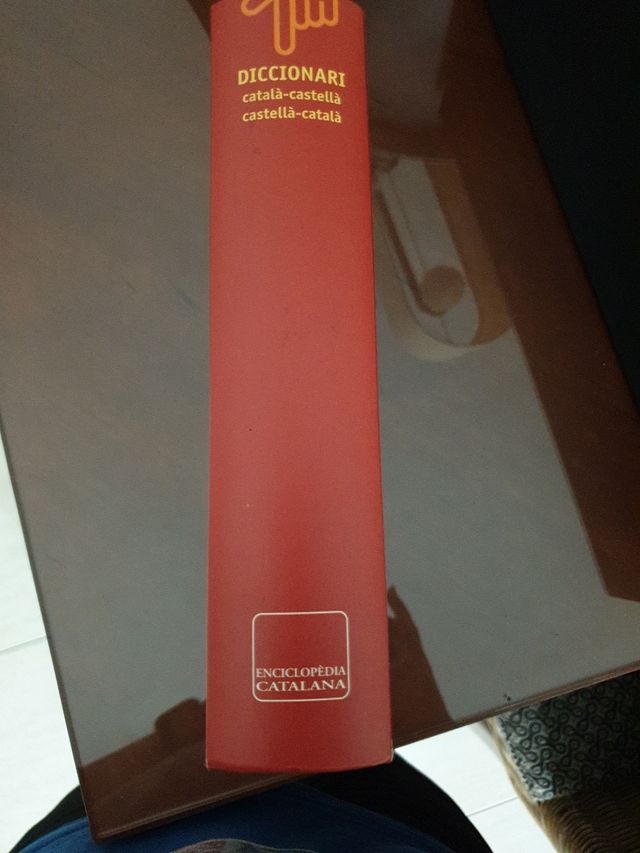 DICCIONARI
català-castellà
castellà-català
ENCICLOPÈDIA
CATALANA